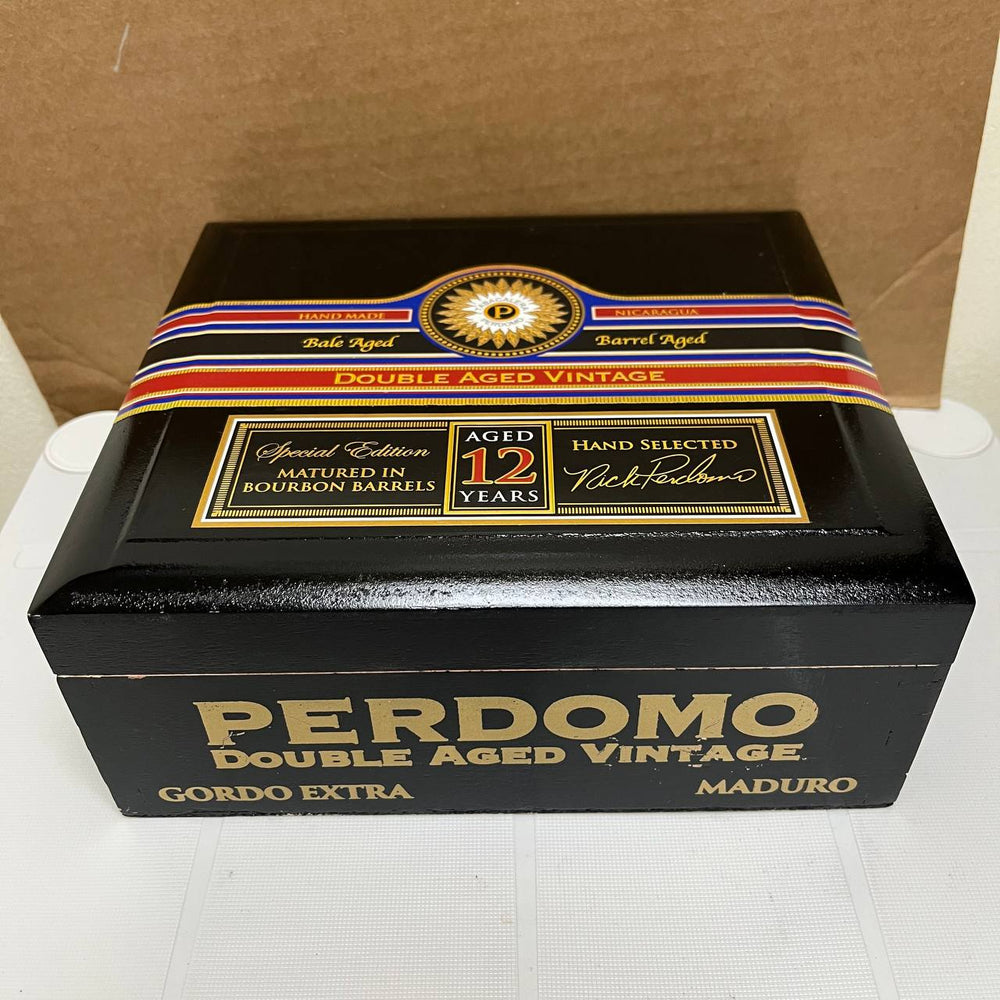 HAND MADE
NICARAGUA
P
PERDOMO
Bale Aged
Barrel Aged
DOUBLE AGED VINTAGE
Special Edition
MATURED IN
BOURBON BARRELS
AGED
12
YEARS
HAND SELECTED
Nick Perdomo
PERDOMO
DOUBLE AGED VINTAGE
GORDO EXTRA
MADURO